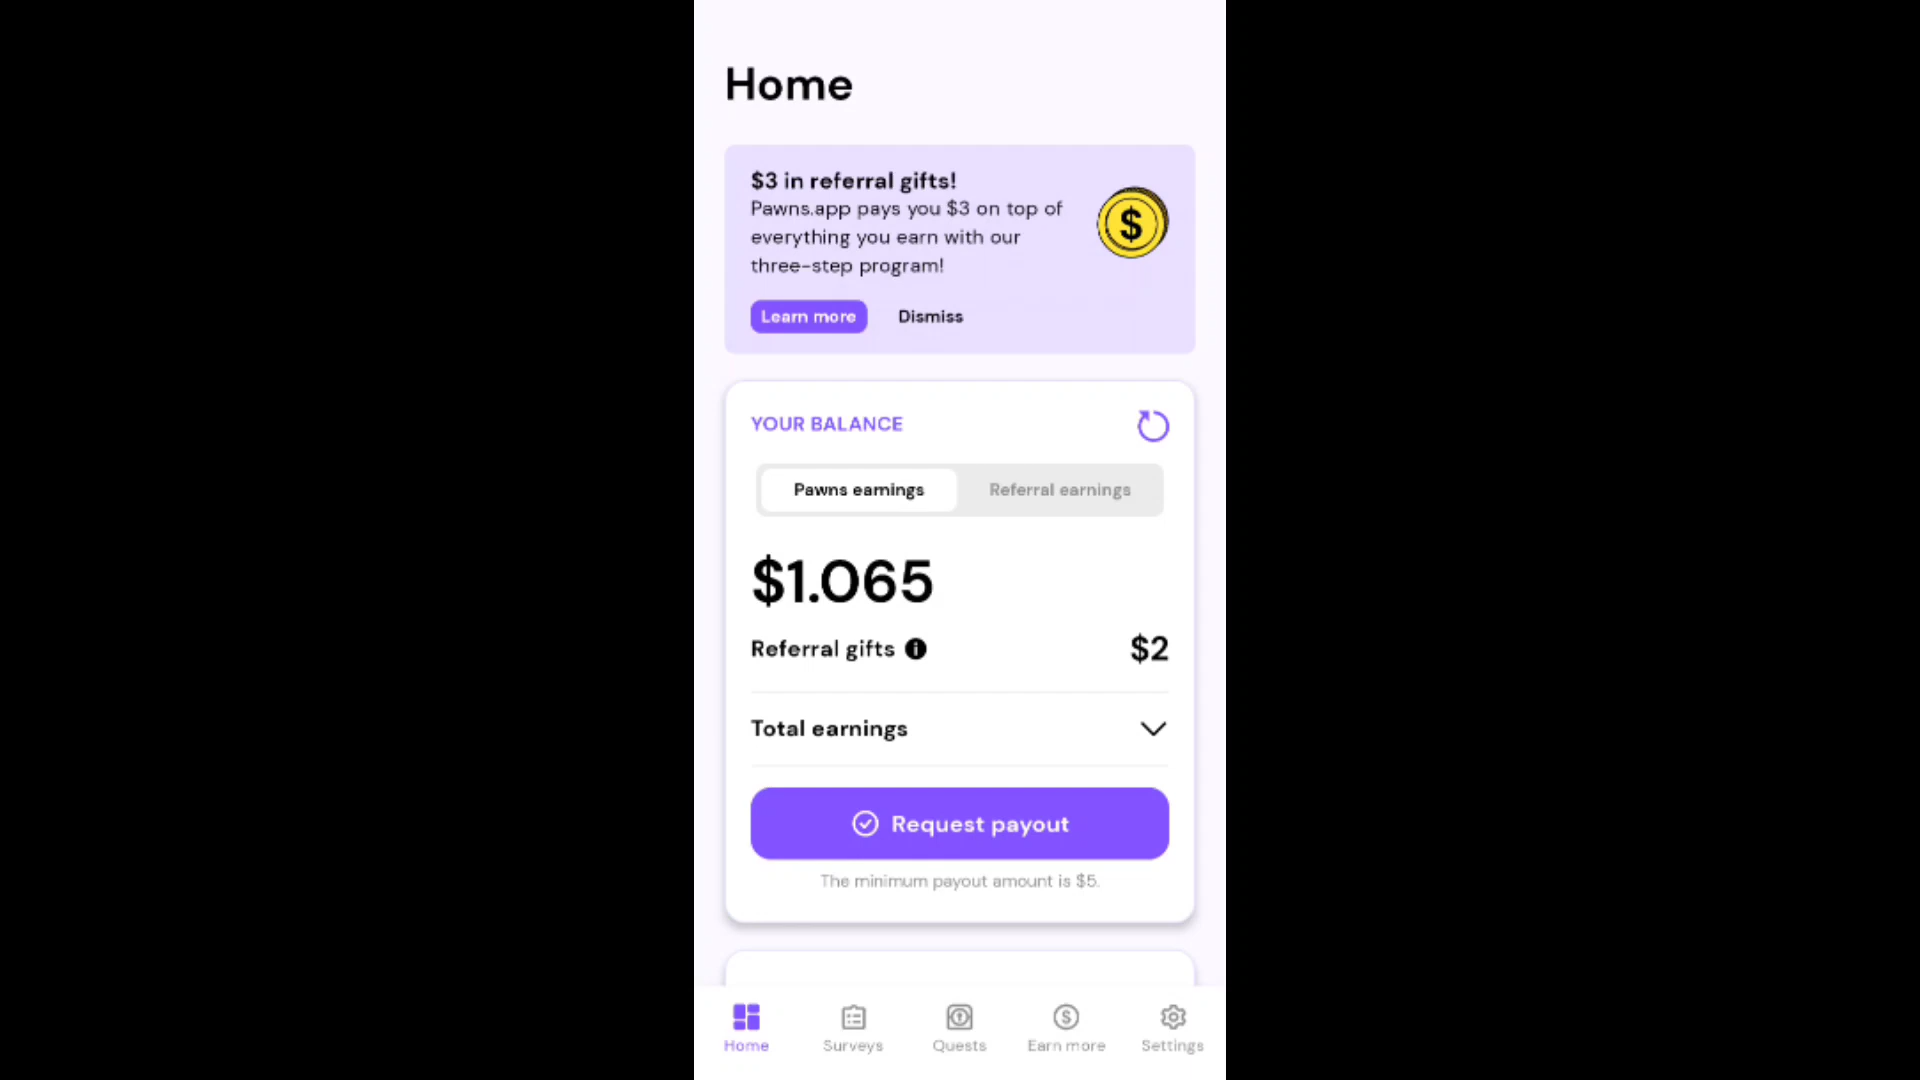 Home
$3 in referral gifts!
Pawns.app pays you $3 on top of
everything you earn with our
three-step program!
Learn more
Dismiss
$
YOUR BALANCE
Pawns earnings
Referral earnings
$1.065
Referral gifts
$2
Total earnings
Request payout
The minimum payout amount is $5.
Home
Surveys
Quests
Earn more
Settings